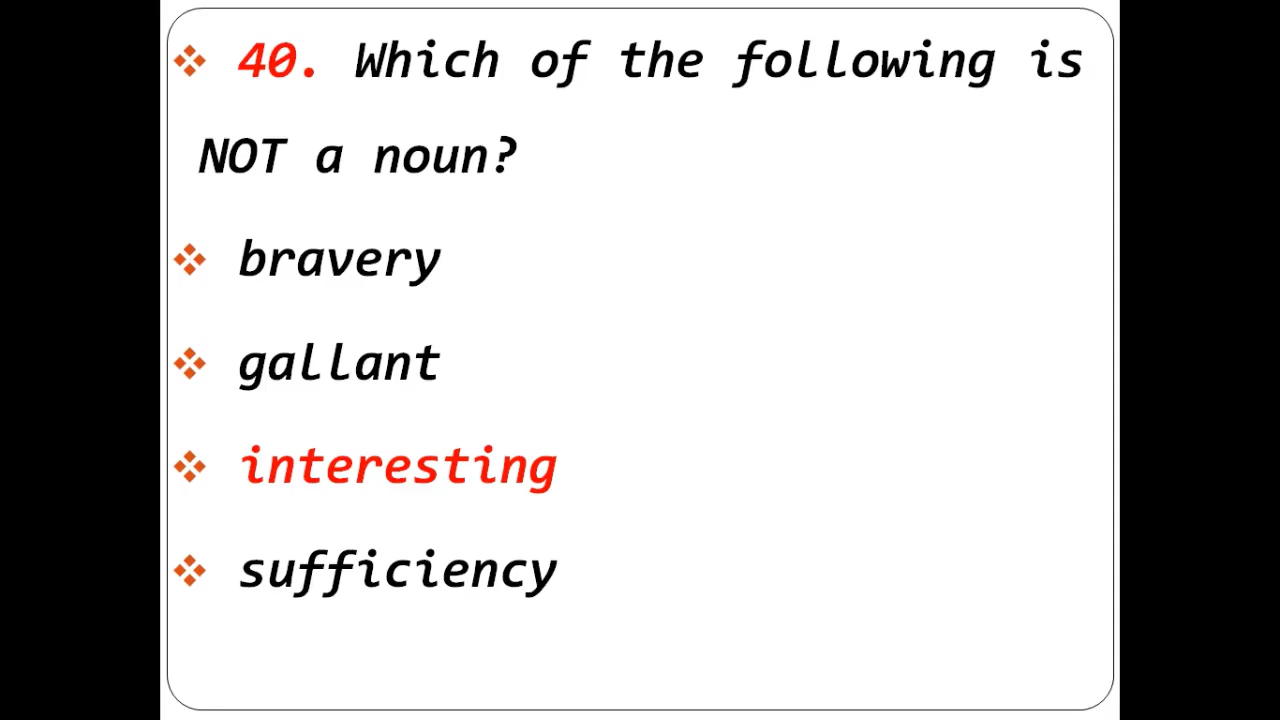 ❖ 40. Which of the following is
NOT a noun?
❖ bravery
❖ gallant
❖ interesting
❖ sufficiency